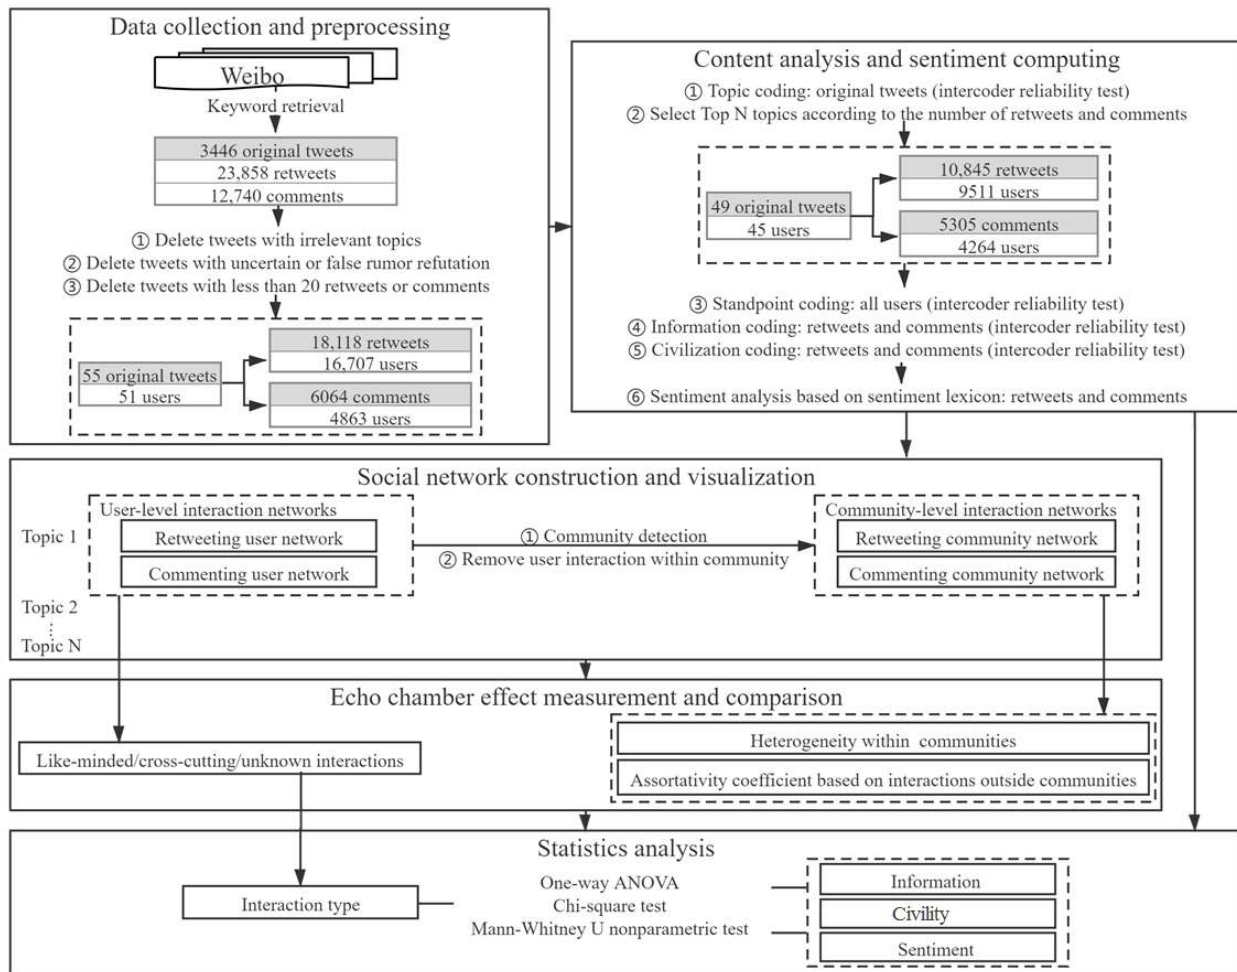 Data collection and preprocessing
Weibo
Keyword retrieval
3446 original tweets
23,858 retweets
12,740 comments
① Delete tweets with irrelevant topics
② Delete tweets with uncertain or false rumor refutation
③ Delete tweets with less than 20 retweets or comments
55 original tweets
51 users
18,118 retweets
16,707 users
6064 comments
4863 users
Content analysis and sentiment computing
① Topic coding: original tweets (intercoder reliability test)
② Select Top N topics according to the number of retweets and comments
49 original tweets
45 users
10,845 retweets
9511 users
5305 comments
4264 users
③ Standpoint coding: all users (intercoder reliability test)
④ Information coding: retweets and comments (intercoder reliability test)
⑤ Civilization coding: retweets and comments (intercoder reliability test)
⑥ Sentiment analysis based on sentiment lexicon: retweets and comments
Social network construction and visualization
Topic 1
User-level interaction networks
Retweeting user network
Commenting user network
① Community detection
② Remove user interaction within community
Community-level interaction networks
Retweeting community network
Commenting community network
Topic 2
Topic N
Echo chamber effect measurement and comparison
Like-minded/cross-cutting/unknown interactions
Heterogeneity within communities
Assortativity coefficient based on interactions outside communities
Statistics analysis
Interaction type
One-way ANOVA
Chi-square test
Mann-Whitney U nonparametric test
Information
Civility
Sentiment